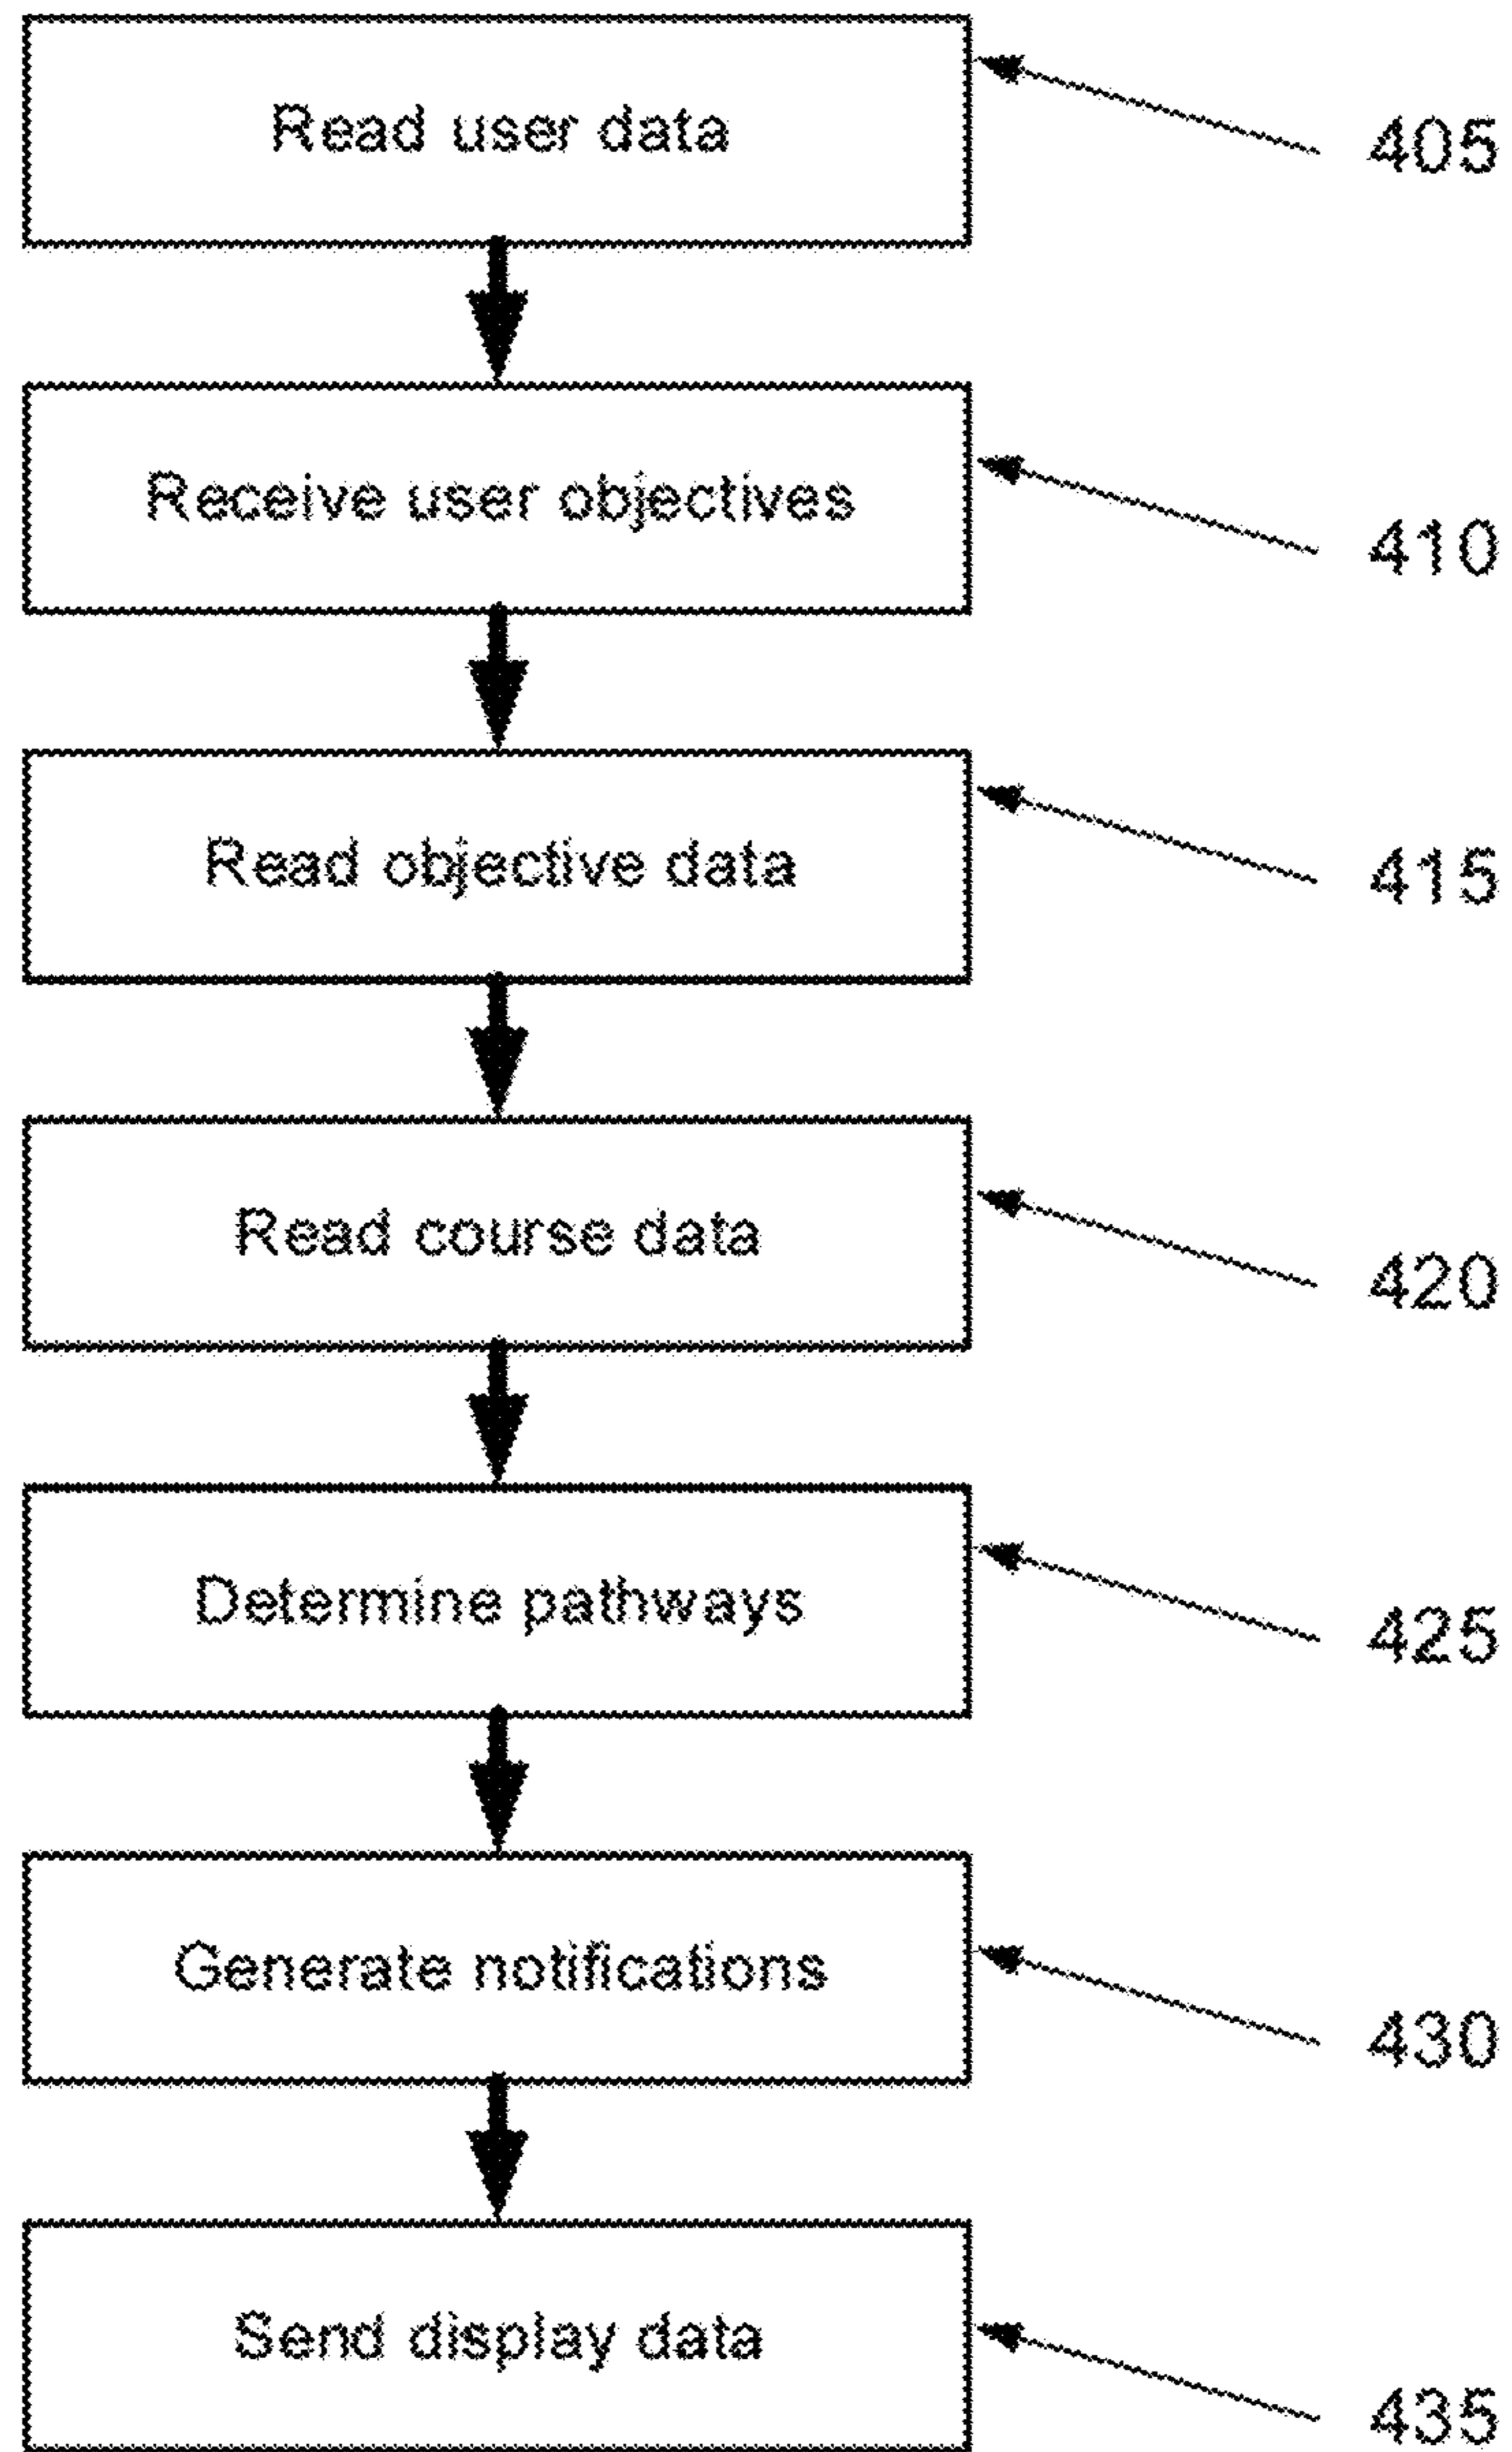 Read user data
405
Receive user objectives
410
Read objective data
415
Read course data
420
Determine pathways
425
Generate notifications
430
Send display data
435